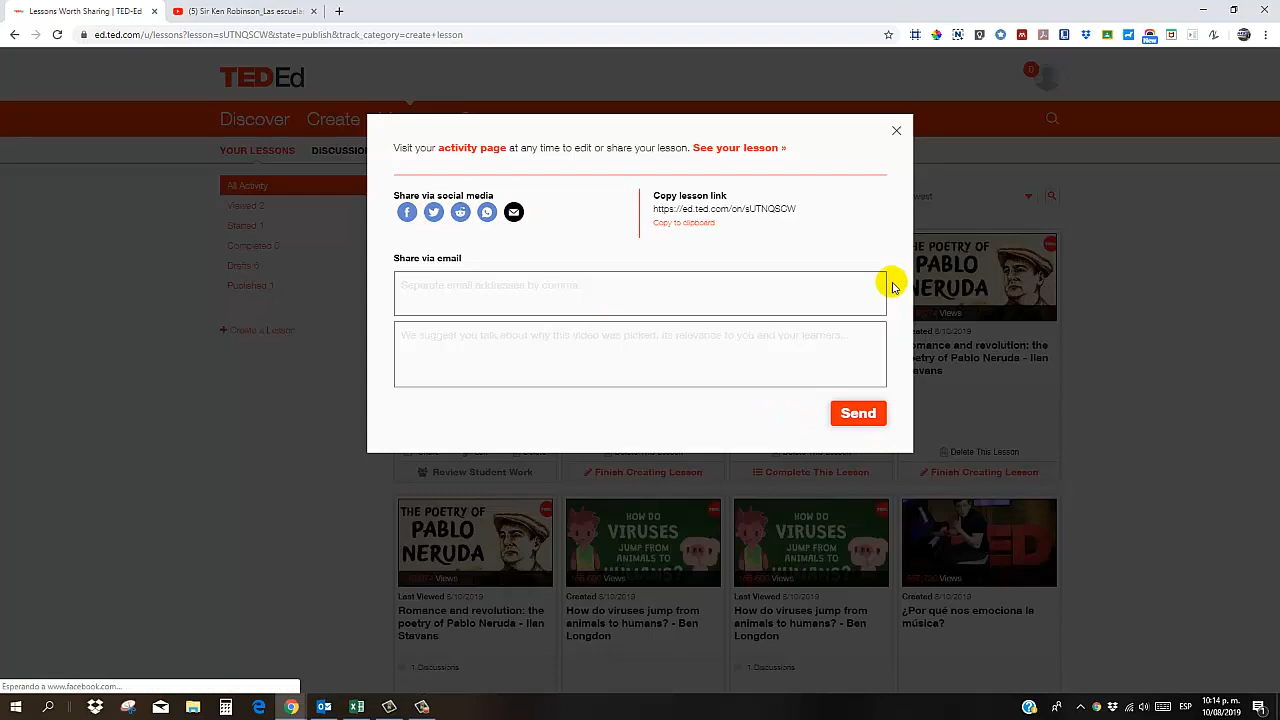 Lessons Worth Sharing | TED-Ed
(5) Sir Ken Robinson_Las escuela
ed.ted.com/u/lessons?lesson=sUTNQSCW&state=publish&track_category=create+lesson
New
TEDEd
0
Discover Create
YOUR LESSONS DISCUSSION
All Activity
Viewed 2
Started 1
Completed 0
Drafts 6
Published 1
+ Create a Lesson
Visit your activity page at any time to edit or share your lesson. See your lesson »
Share via social media
Copy lesson link
https://ed.ted.com/on/sUTNQSCW
Copy to clipboard
Share via email
Separate email addresses by comma.
We suggest you talk about why this video was picked, its relevance to you and your learners...
Send
THE POETRY OF
PABLO
NERUDA
Views
5/10/2019
Romance and revolution: the
poetry of Pablo Neruda - Ilan
Stavans
Delete This Lesson
Review Student Work
Finish Creating Lesson
Complete This Lesson
Finish Creating Lesson
THE POETRY OF
PABLO
NERUDA
Views
Last Viewed 8/10/2019
Romance and revolution: the
poetry of Pablo Neruda - Ilan
Stavans
1 Discussions
HOW DO
VIRUSES
JUMP FROM
ANIMALS TO
HUMANS?
Views
Created 8/10/2019
How do viruses jump from
animals to humans? - Ben
Longdon
HOW DO
VIRUSES
JUMP FROM
ANIMALS TO
HUMANS?
Views
Last Viewed 8/10/2019
How do viruses jump from
animals to humans? - Ben
Longdon
1 Discussions
Views
Created 8/10/2019
¿Por qué nos emociona la
música?
Esperando a www.facebook.com...
ESP
10:14 p.m.
10/08/2019